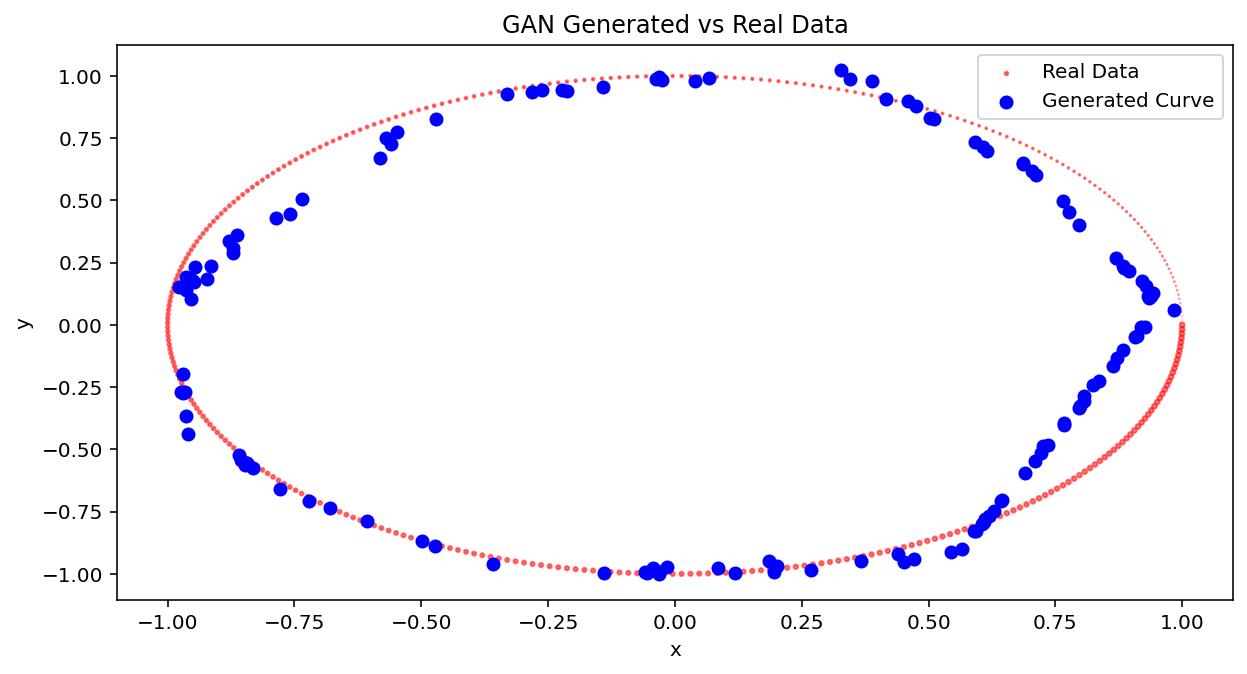 GAN Generated vs Real Data
Real Data
Generated Curve
1.00
0.75
0.50
0.25
0.00
−0.25
−0.50
−0.75
−1.00
y
−1.00 −0.75 −0.50 −0.25 0.00 0.25 0.50 0.75 1.00
x